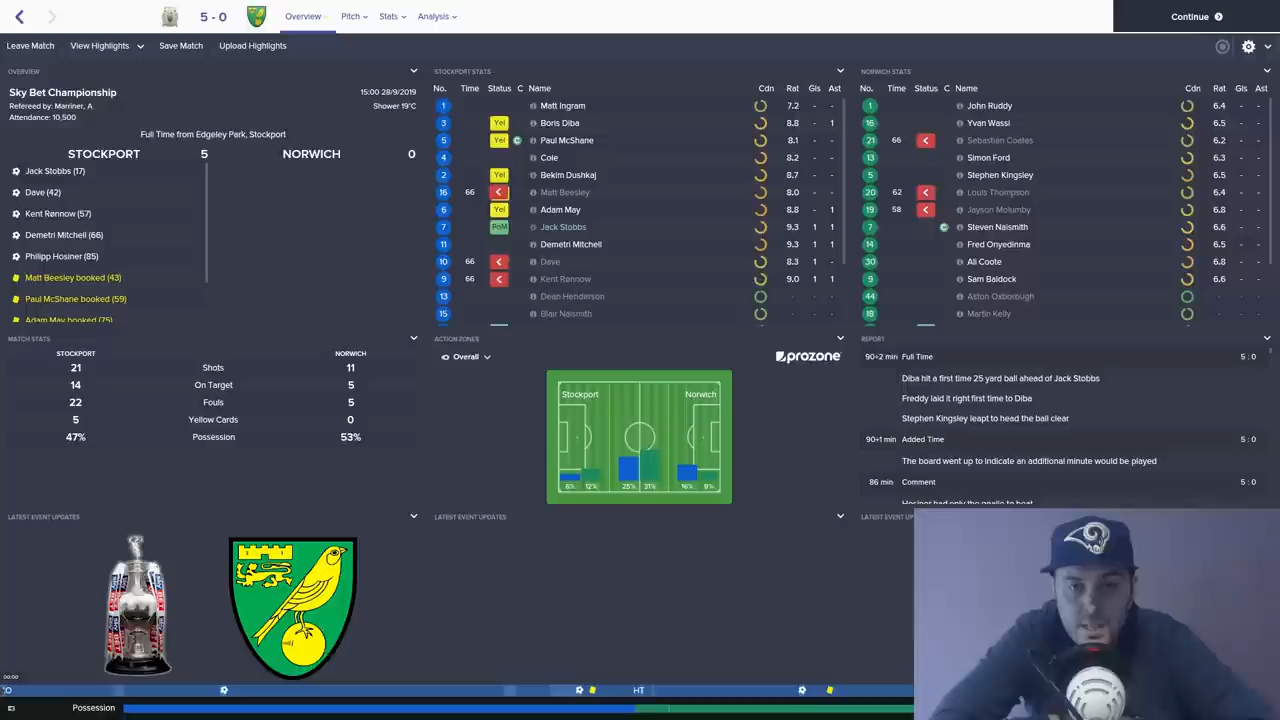 5 - 0
Overview Pitch Stats Analysis
Continue
Leave Match View Highlights Save Match Upload Highlights
OVERVIEW
Sky Bet Championship 15:00 28/9/2019
Refereed by: Marriner, A Shower 19°C
Attendance: 10,500
Full Time from Edgeley Park, Stockport
STOCKPORT 5 NORWICH 0
Jack Stobbs (17)
Dave (42)
Kent Rønnow (57)
Demetri Mitchell (66)
Philipp Hosiner (85)
Matt Beesley booked (43)
Paul McShane booked (59)
Adam May booked (75)
STOCKPORT STATS
No. Time Status C Name Cdn Rat Gls Ast
1 Matt Ingram 7.2 - -
3 Yel Boris Diba 8.8 - 1
5 Yel C Paul McShane 8.1 - -
4 Cole 8.2 - -
2 Yel Bekim Dushkaj 8.7 - -
16 66 Matt Beesley 8.0 - -
6 Yel Adam May 8.8 - 1
7 PoM Jack Stobbs 9.3 1 1
11 Demetri Mitchell 9.3 1 1
10 66 Dave 8.3 1 -
9 66 Kent Rønnow 9.0 1 1
13 Dean Henderson - - -
15 Blair Naismith - - -
NORWICH STATS
No. Time Status C Name Cdn Rat Gls Ast
1 John Ruddy 6.4 - -
16 Yvan Wassi 6.5 - -
21 66 Sebastian Coates 6.4 - -
13 Simon Ford 6.3 - -
5 Stephen Kingsley 6.5 - -
20 62 Louis Thompson 6.4 - -
19 58 Jayson Molumby 6.8 - -
7 C Steven Naismith 6.6 - -
14 Fred Onyedinma 6.5 - -
30 Ali Coote 6.8 - -
9 Sam Baldock 6.6 - -
44 Aston Oxborough - - -
18 Martin Kelly - - -
MATCH STATS
STOCKPORT NORWICH
21 Shots 11
14 On Target 5
22 Fouls 5
5 Yellow Cards 0
47% Possession 53%
ACTION ZONES
Overall
prozone
Stockport Norwich
6% 12% 25% 31% 16% 9%
REPORT
90+2 min Full Time 5 : 0
Diba hit a first time 25 yard ball ahead of Jack Stobbs
Freddy laid it right first time to Diba
Stephen Kingsley leapt to head the ball clear
90+1 min Added Time 5 : 0
The board went up to indicate an additional minute would be played
86 min Comment 5 : 0
Hosiner had only the goalie to beat
LATEST EVENT UPDATES
LATEST EVENT UPDATES
LATEST EVENT UP
00:00
HT
Possession